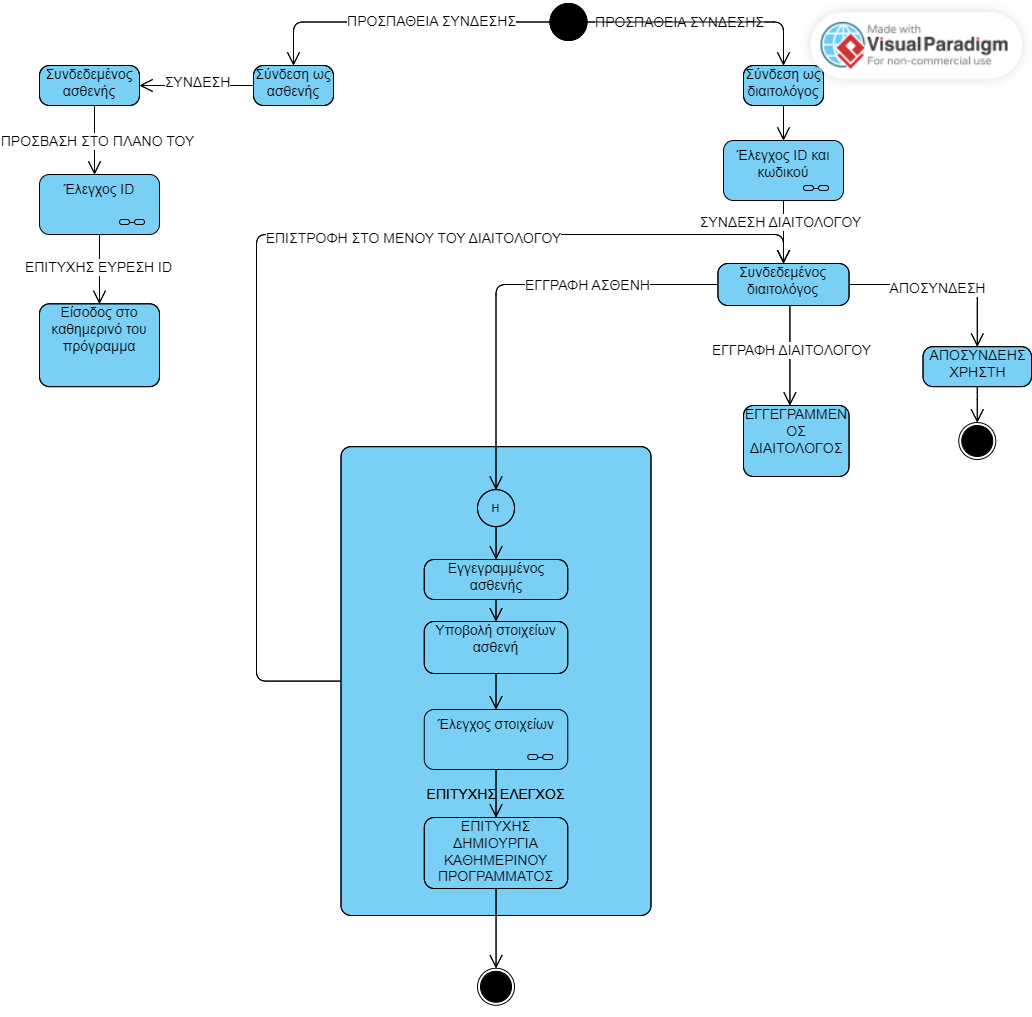 ΠΡΟΣΠΑΘΕΙΑ ΣΥΝΔΕΣΗΣ
ΠΡΟΣΠΑΘΕΙΑ ΣΥΝΔΕΣΗΣ
Made with
Visual Paradigm
For non-commercial use
Συνδεδεμένος
ασθενής
ΣΥΝΔΕΣΗ
Σύνδεση ως
ασθενής
Σύνδεση ως
διαιτολόγος
ΠΡΟΣΒΑΣΗ ΣΤΟ ΠΛΑΝΟ ΤΟΥ
Έλεγχος ID και
κωδικού
Έλεγχος ID
ΣΥΝΔΕΣΗ ΔΙΑΙΤΟΛΟΓΟΥ
ΕΠΙΣΤΡΟΦΗ ΣΤΟ ΜΕΝΟΥ ΤΟΥ ΔΙΑΙΤΟΛΟΓΟΥ
ΕΠΙΤΥΧΗΣ ΕΥΡΕΣΗ ID
Συνδεδεμένος
διαιτολόγος
ΕΓΓΡΑΦΗ ΑΣΘΕΝΗ
ΑΠΟΣΥΝΔΕΣΗ
Είσοδος στο
καθημερινό του
πρόγραμμα
ΕΓΓΡΑΦΗ ΔΙΑΙΤΟΛΟΓΟΥ
ΑΠΟΣΥΝΔΕΗΣ
ΧΡΗΣΤΗ
ΕΓΓΕΓΡΑΜΜΕΝ
ΟΣ
ΔΙΑΙΤΟΛΟΓΟΣ
H
Εγγεγραμμένος
ασθενής
Υποβολή στοιχείων
ασθενή
Έλεγχος στοιχείων
ΕΠΙΤΥΧΗΣ ΕΛΕΓΧΟΣ
ΕΠΙΤΥΧΗΣ
ΔΗΜΙΟΥΡΓΙΑ
ΚΑΘΗΜΕΡΙΝΟΥ
ΠΡΟΓΡΑΜΜΑΤΟΣ